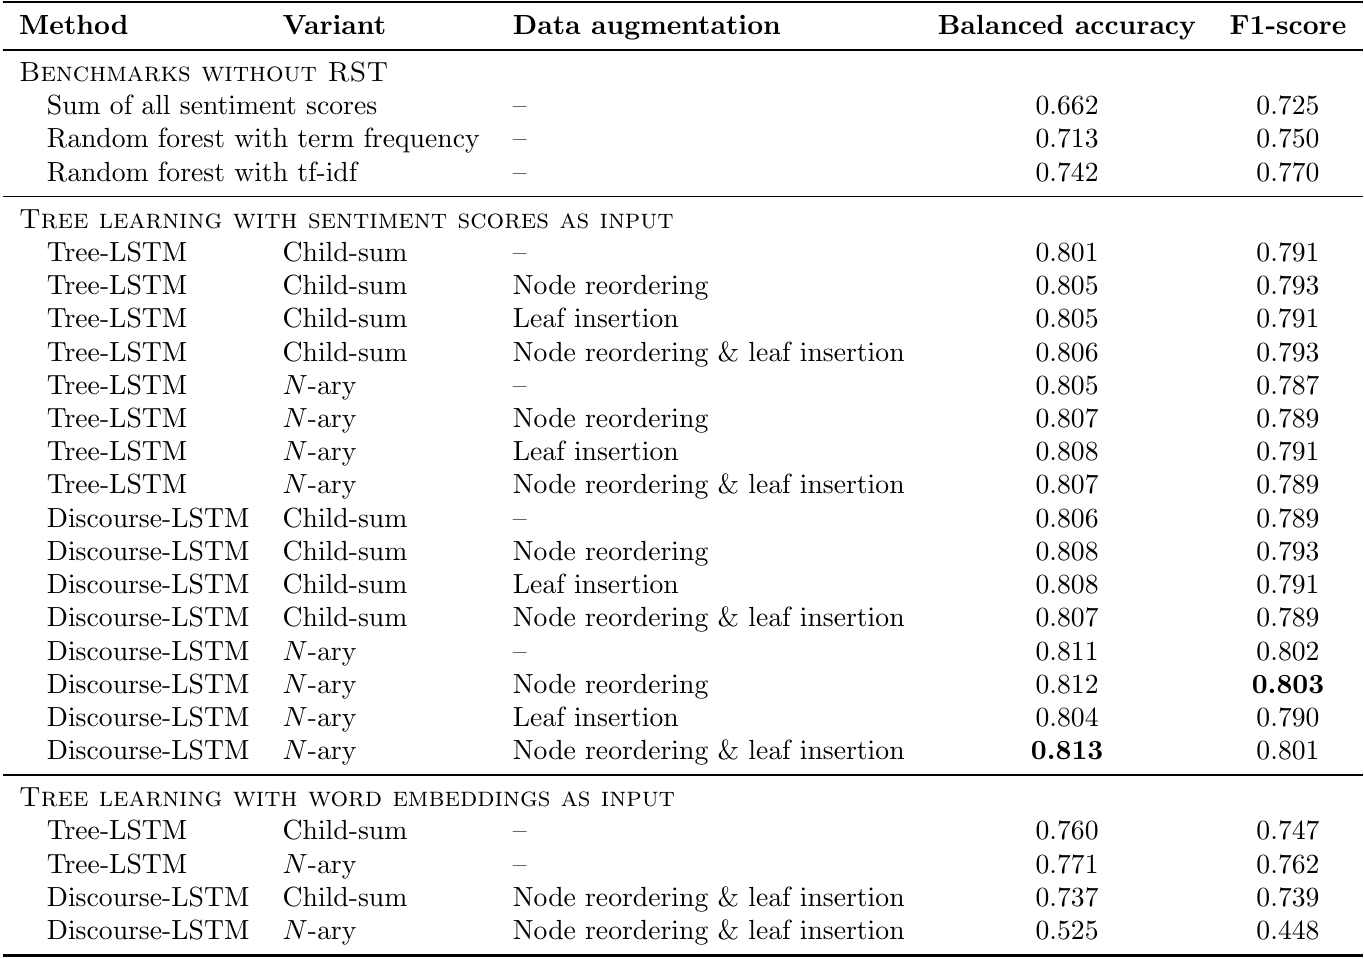 Method Variant Data augmentation Balanced accuracy F1-score
Benchmarks without RST
Sum of all sentiment scores – 0.662 0.725
Random forest with term frequency – 0.713 0.750
Random forest with tf-idf – 0.742 0.770
Tree learning with sentiment scores as input
Tree-LSTM Child-sum – 0.801 0.791
Tree-LSTM Child-sum Node reordering 0.805 0.793
Tree-LSTM Child-sum Leaf insertion 0.805 0.791
Tree-LSTM Child-sum Node reordering & leaf insertion 0.806 0.793
Tree-LSTM N-ary – 0.805 0.787
Tree-LSTM N-ary Node reordering 0.807 0.789
Tree-LSTM N-ary Leaf insertion 0.808 0.791
Tree-LSTM N-ary Node reordering & leaf insertion 0.807 0.789
Discourse-LSTM Child-sum – 0.806 0.789
Discourse-LSTM Child-sum Node reordering 0.808 0.793
Discourse-LSTM Child-sum Leaf insertion 0.808 0.791
Discourse-LSTM Child-sum Node reordering & leaf insertion 0.807 0.789
Discourse-LSTM N-ary – 0.811 0.802
Discourse-LSTM N-ary Node reordering 0.812 0.803
Discourse-LSTM N-ary Leaf insertion 0.804 0.790
Discourse-LSTM N-ary Node reordering & leaf insertion 0.813 0.801
Tree learning with word embeddings as input
Tree-LSTM Child-sum – 0.760 0.747
Tree-LSTM N-ary – 0.771 0.762
Discourse-LSTM Child-sum Node reordering & leaf insertion 0.737 0.739
Discourse-LSTM N-ary Node reordering & leaf insertion 0.525 0.448